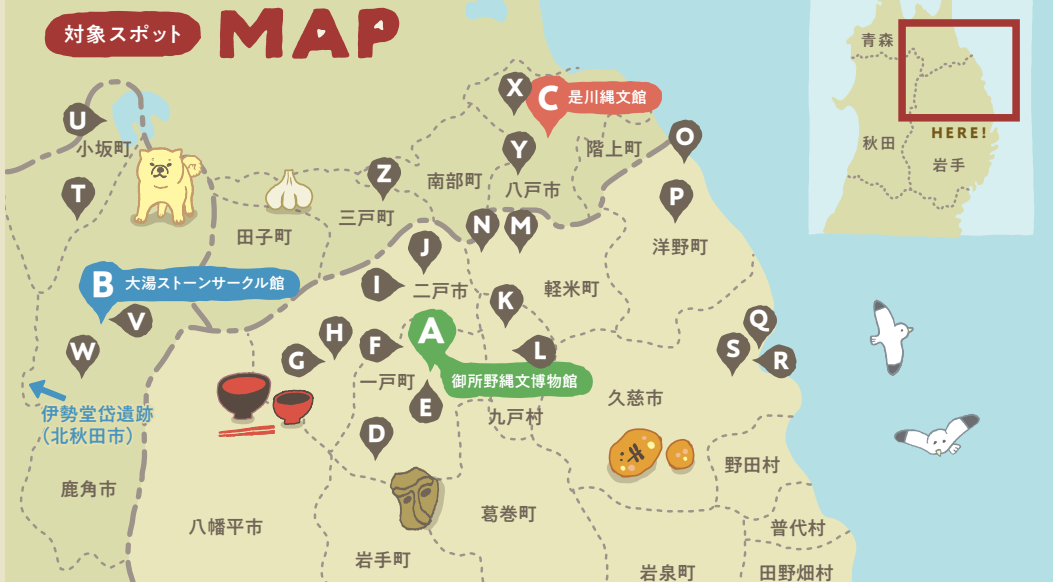 対象スポット MAP
青森
秋田
岩手
HERE!
X
C 是川縄文館
U
小坂町
Y
階上町
O
Z
南部町
八戸市
T
三戸町
P
田子町
N
M
J
洋野町
B 大湯ストーンサークル館
I
二戸市
軽米町
K
V
H
A 御所野縄文博物館
Q
W
G
F
L
S
R
一戸町
伊勢堂岱遺跡
（北秋田市）
E
九戸村
久慈市
D
野田村
鹿角市
八幡平市
葛巻町
普代村
岩手町
岩泉町
田野畑村